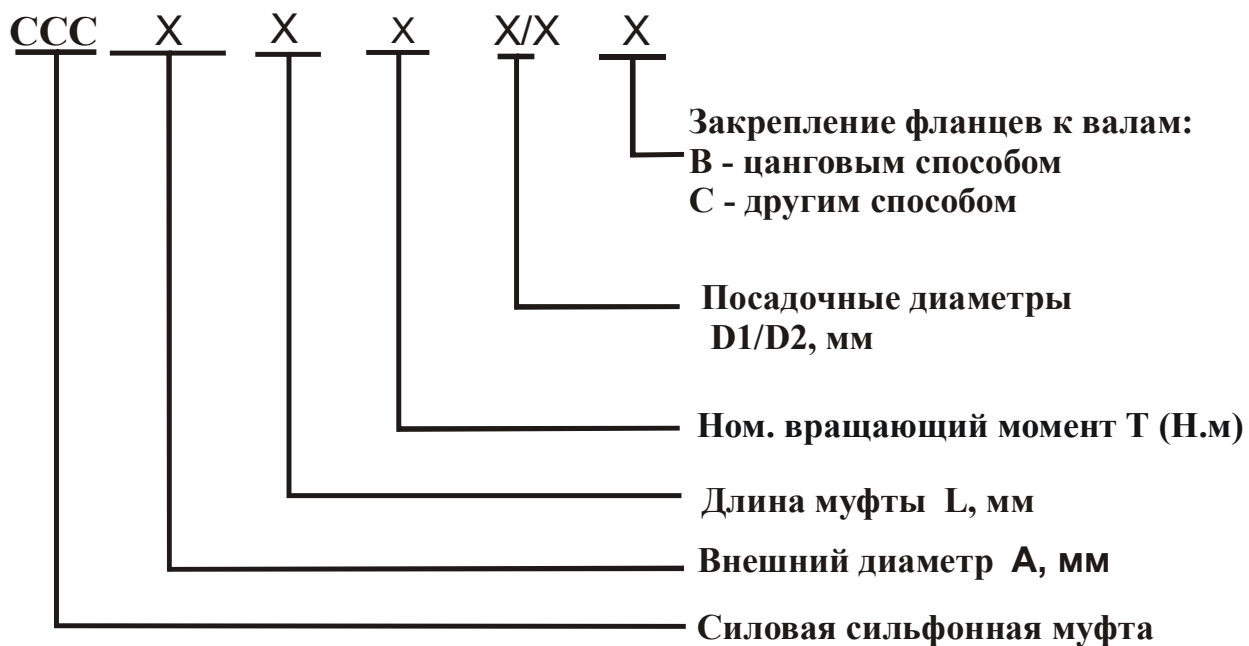 ССС X X X X/X X
Закрепление фланцев к валам:
В - цанговым способом
С - другим способом
Посадочные диаметры
D1/D2, мм
Ном. вращающий момент Т (Н.м)
Длина муфты L, мм
Внешний диаметр А, мм
Силовая сильфонная муфта